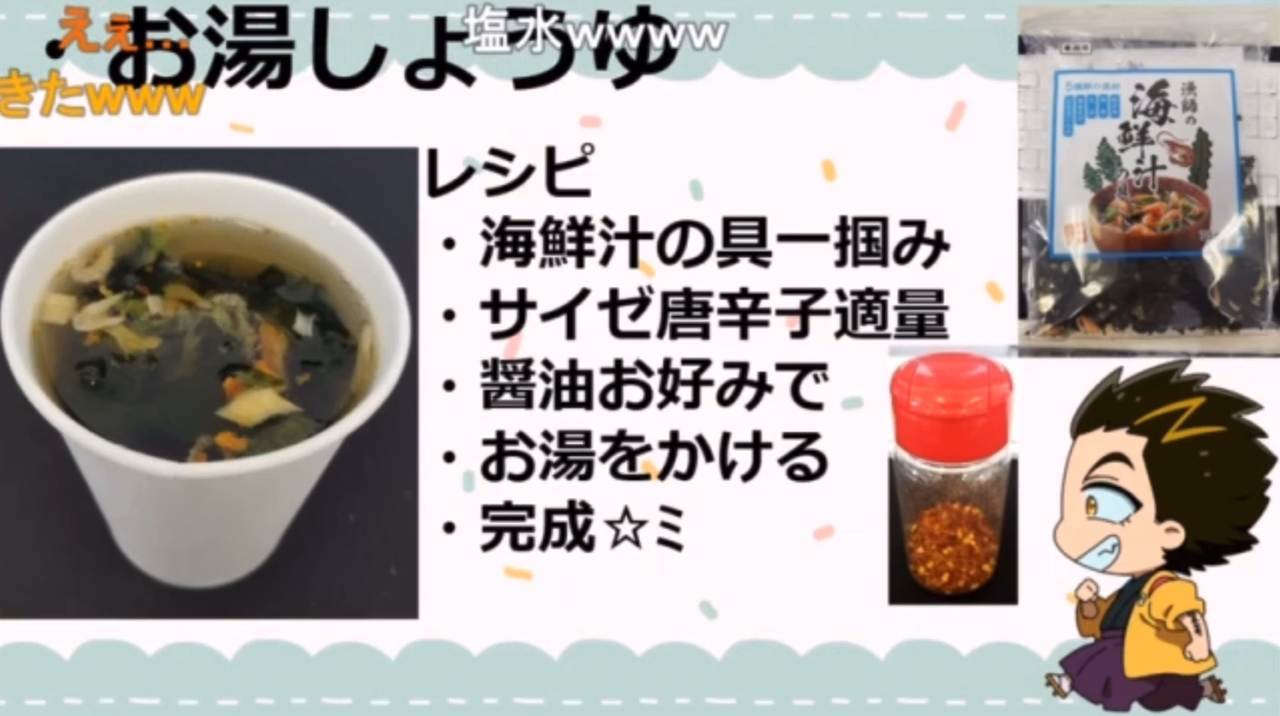 ええ…
・お湯しょうゆ
塩水wwww
きたwww
レシピ
・海鮮汁の具一掴み
・サイゼ唐辛子適量
・醤油お好みで
・お湯をかける
・完成☆ミ
漁師の
海鮮汁